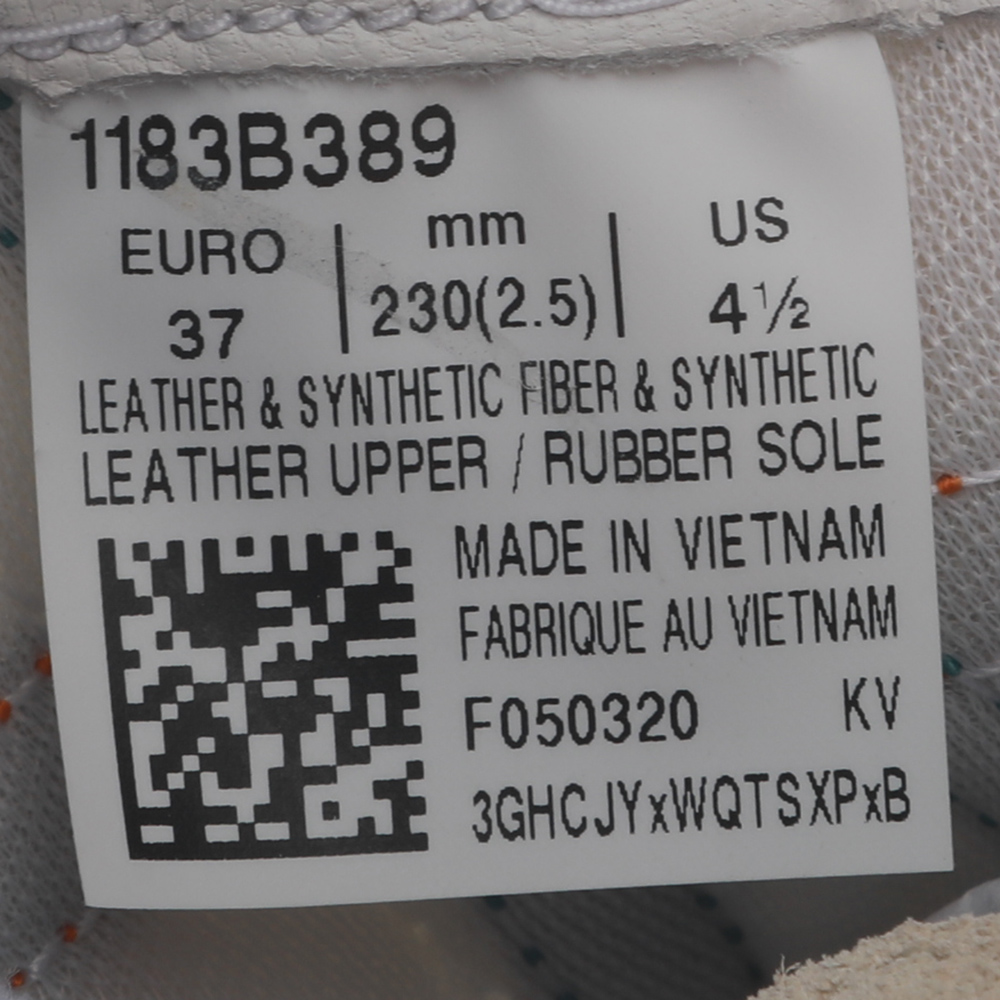 1183B389
EURO | mm | US
37 | 230(2.5) | 4½
LEATHER & SYNTHETIC FIBER & SYNTHETIC
LEATHER UPPER / RUBBER SOLE
MADE IN VIETNAM
FABRIQUE AU VIETNAM
F050320 KV
3GHCJYxWQTSXPxB